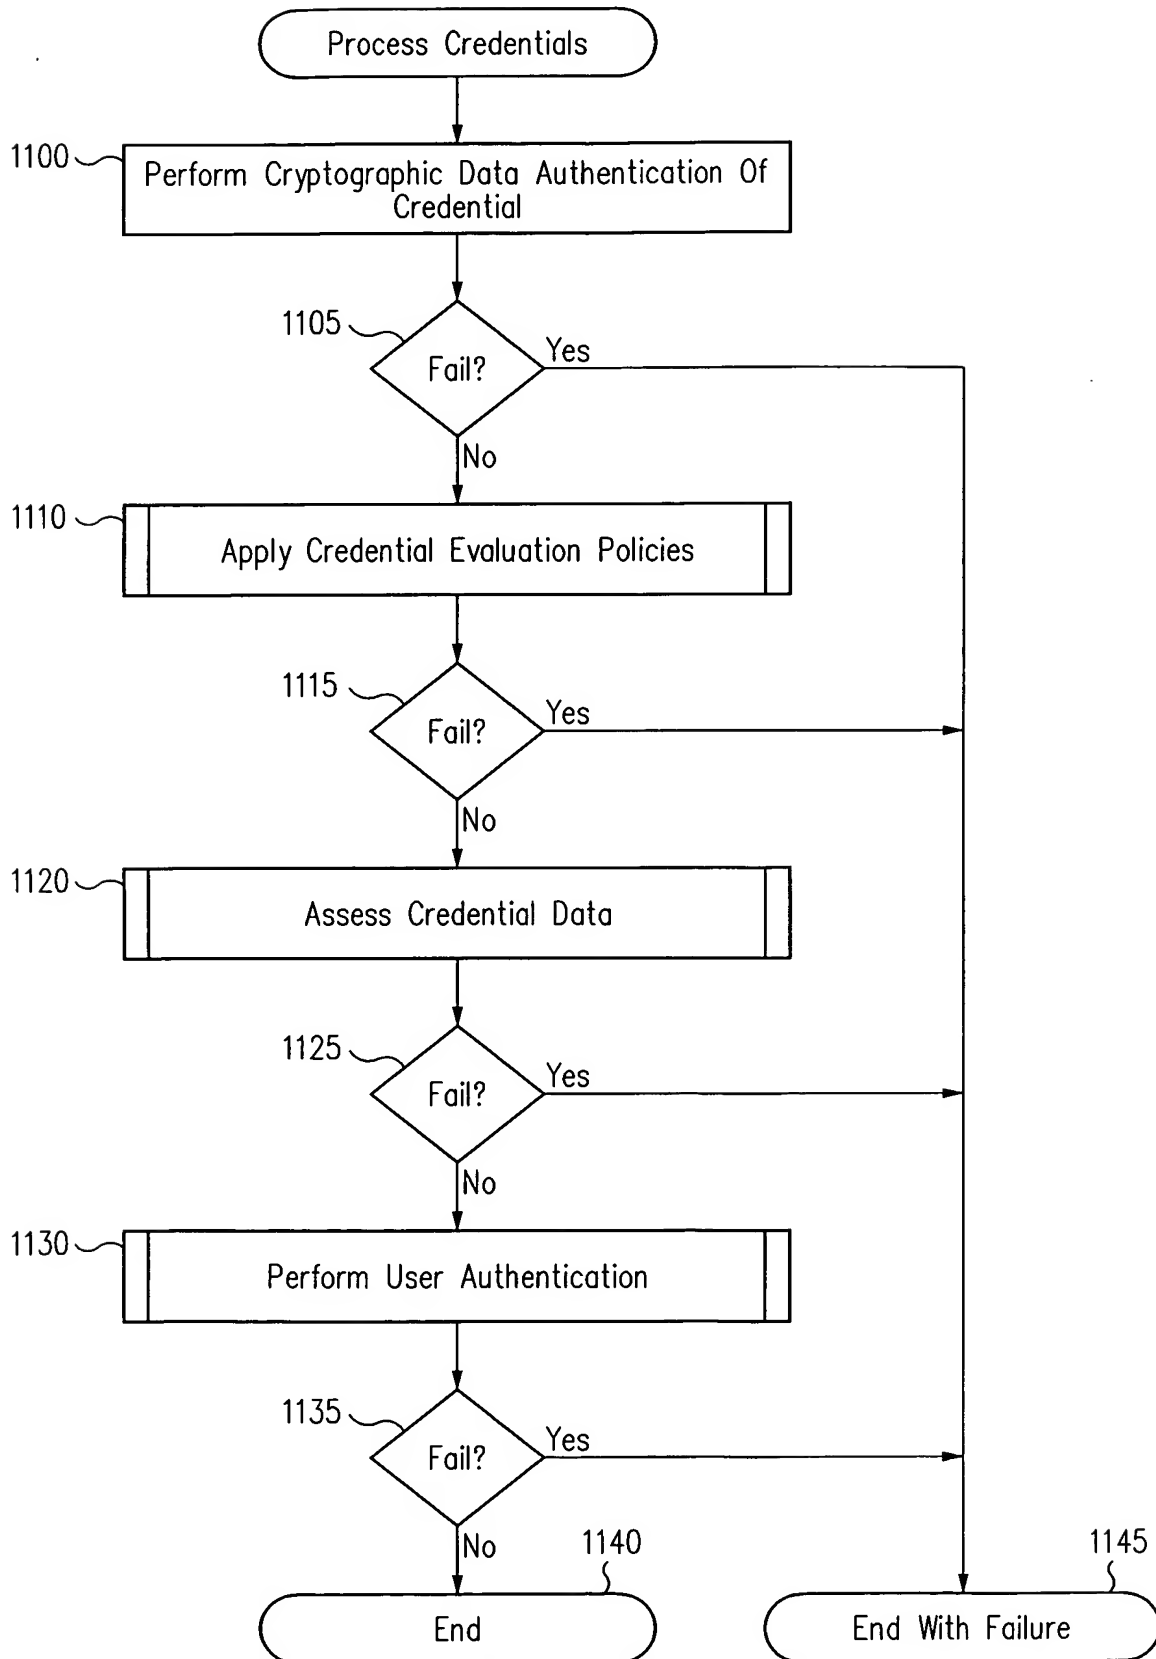 Process Credentials
1100
Perform Cryptographic Data Authentication Of
Credential
1105
Fail?
Yes
No
1110
Apply Credential Evaluation Policies
1115
Fail?
Yes
No
1120
Assess Credential Data
1125
Fail?
Yes
No
1130
Perform User Authentication
1135
Fail?
Yes
No
1140
1145
End
End With Failure